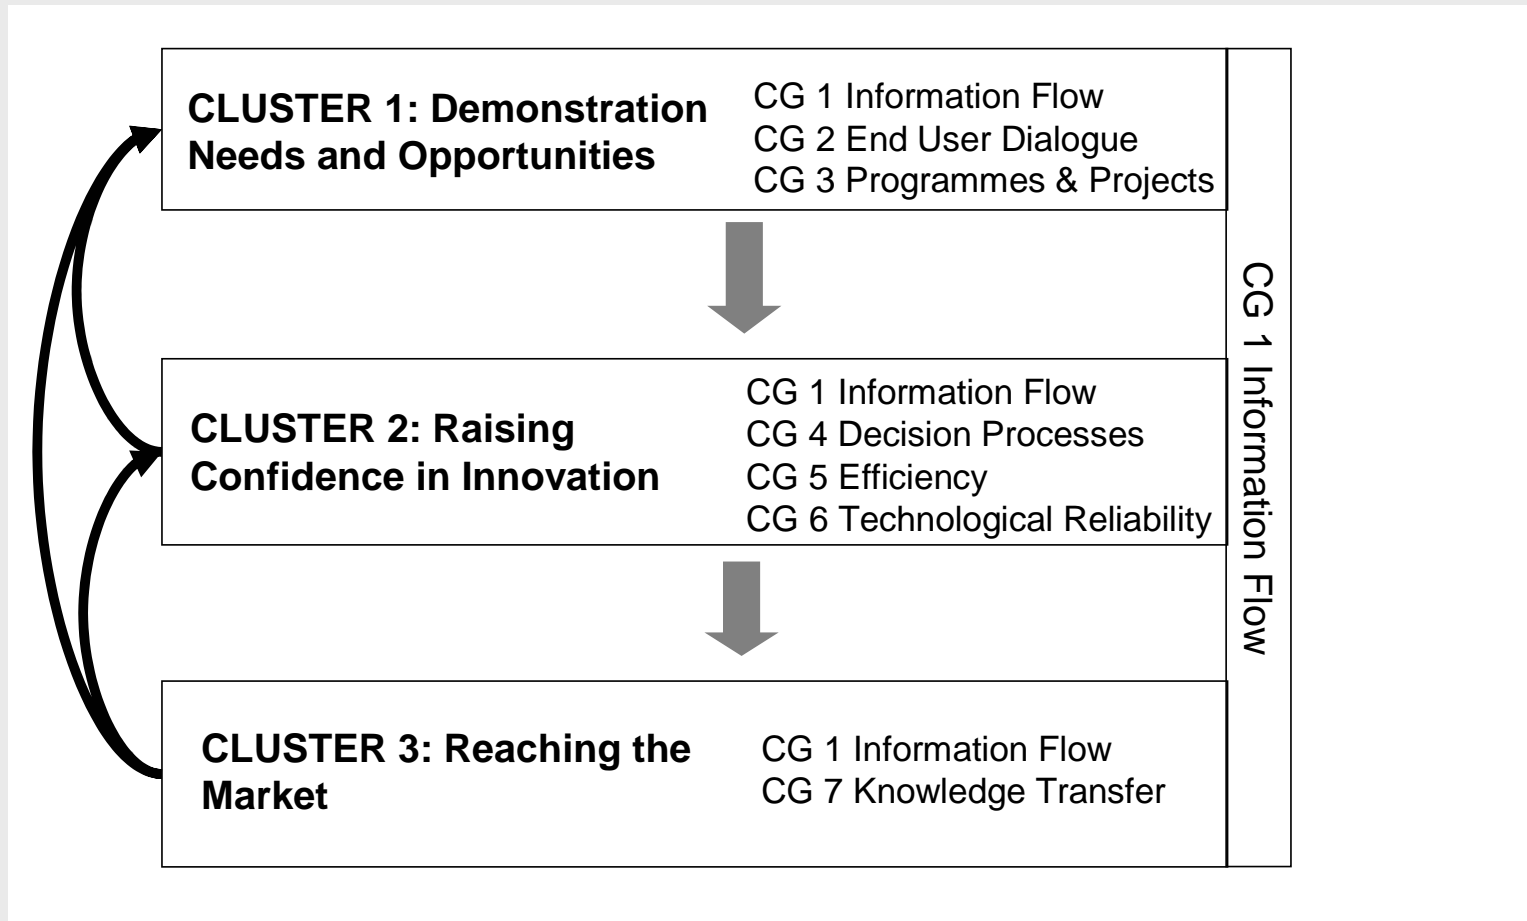 CLUSTER 1: Demonstration
Needs and Opportunities
CG 1 Information Flow
CG 2 End User Dialogue
CG 3 Programmes & Projects
CLUSTER 2: Raising
Confidence in Innovation
CG 1 Information Flow
CG 4 Decision Processes
CG 5 Efficiency
CG 6 Technological Reliability
CLUSTER 3: Reaching the
Market
CG 1 Information Flow
CG 7 Knowledge Transfer
CG 1 Information Flow